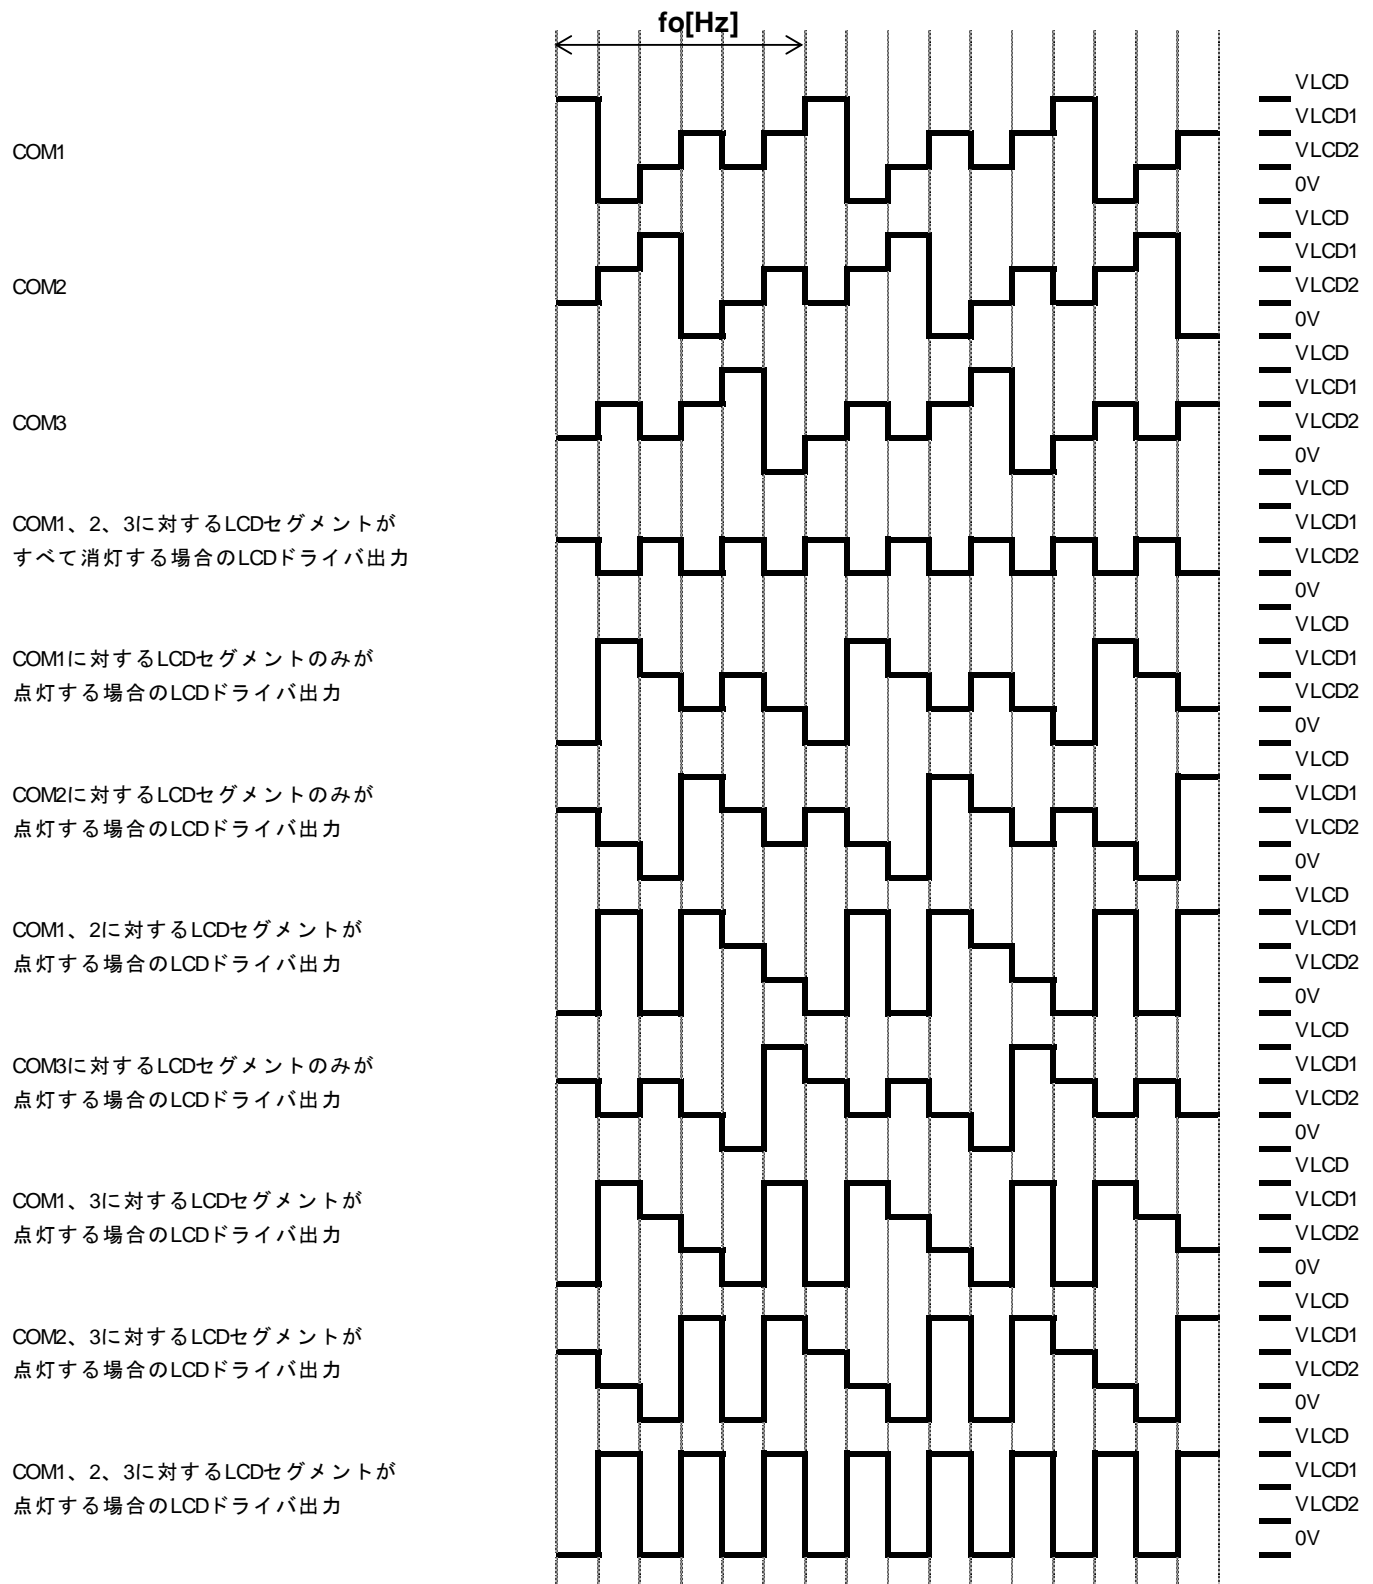 fo[Hz]
VLCD
VLCD1
COM1
VLCD2
0V
VLCD
VLCD1
COM2
VLCD2
0V
VLCD
VLCD1
COM3
VLCD2
0V
VLCD
COM1、2、3に対するLCDセグメントが
VLCD1
すべて消灯する場合のLCDドライバ出力
VLCD2
0V
VLCD
COM1に対するLCDセグメントのみが
VLCD1
点灯する場合のLCDドライバ出力
VLCD2
0V
VLCD
COM2に対するLCDセグメントのみが
VLCD1
点灯する場合のLCDドライバ出力
VLCD2
0V
VLCD
COM1、2に対するLCDセグメントが
VLCD1
点灯する場合のLCDドライバ出力
VLCD2
0V
VLCD
COM3に対するLCDセグメントのみが
VLCD1
点灯する場合のLCDドライバ出力
VLCD2
0V
VLCD
COM1、3に対するLCDセグメントが
VLCD1
点灯する場合のLCDドライバ出力
VLCD2
0V
VLCD
COM2、3に対するLCDセグメントが
VLCD1
点灯する場合のLCDドライバ出力
VLCD2
0V
VLCD
COM1、2、3に対するLCDセグメントが
VLCD1
点灯する場合のLCDドライバ出力
VLCD2
0V